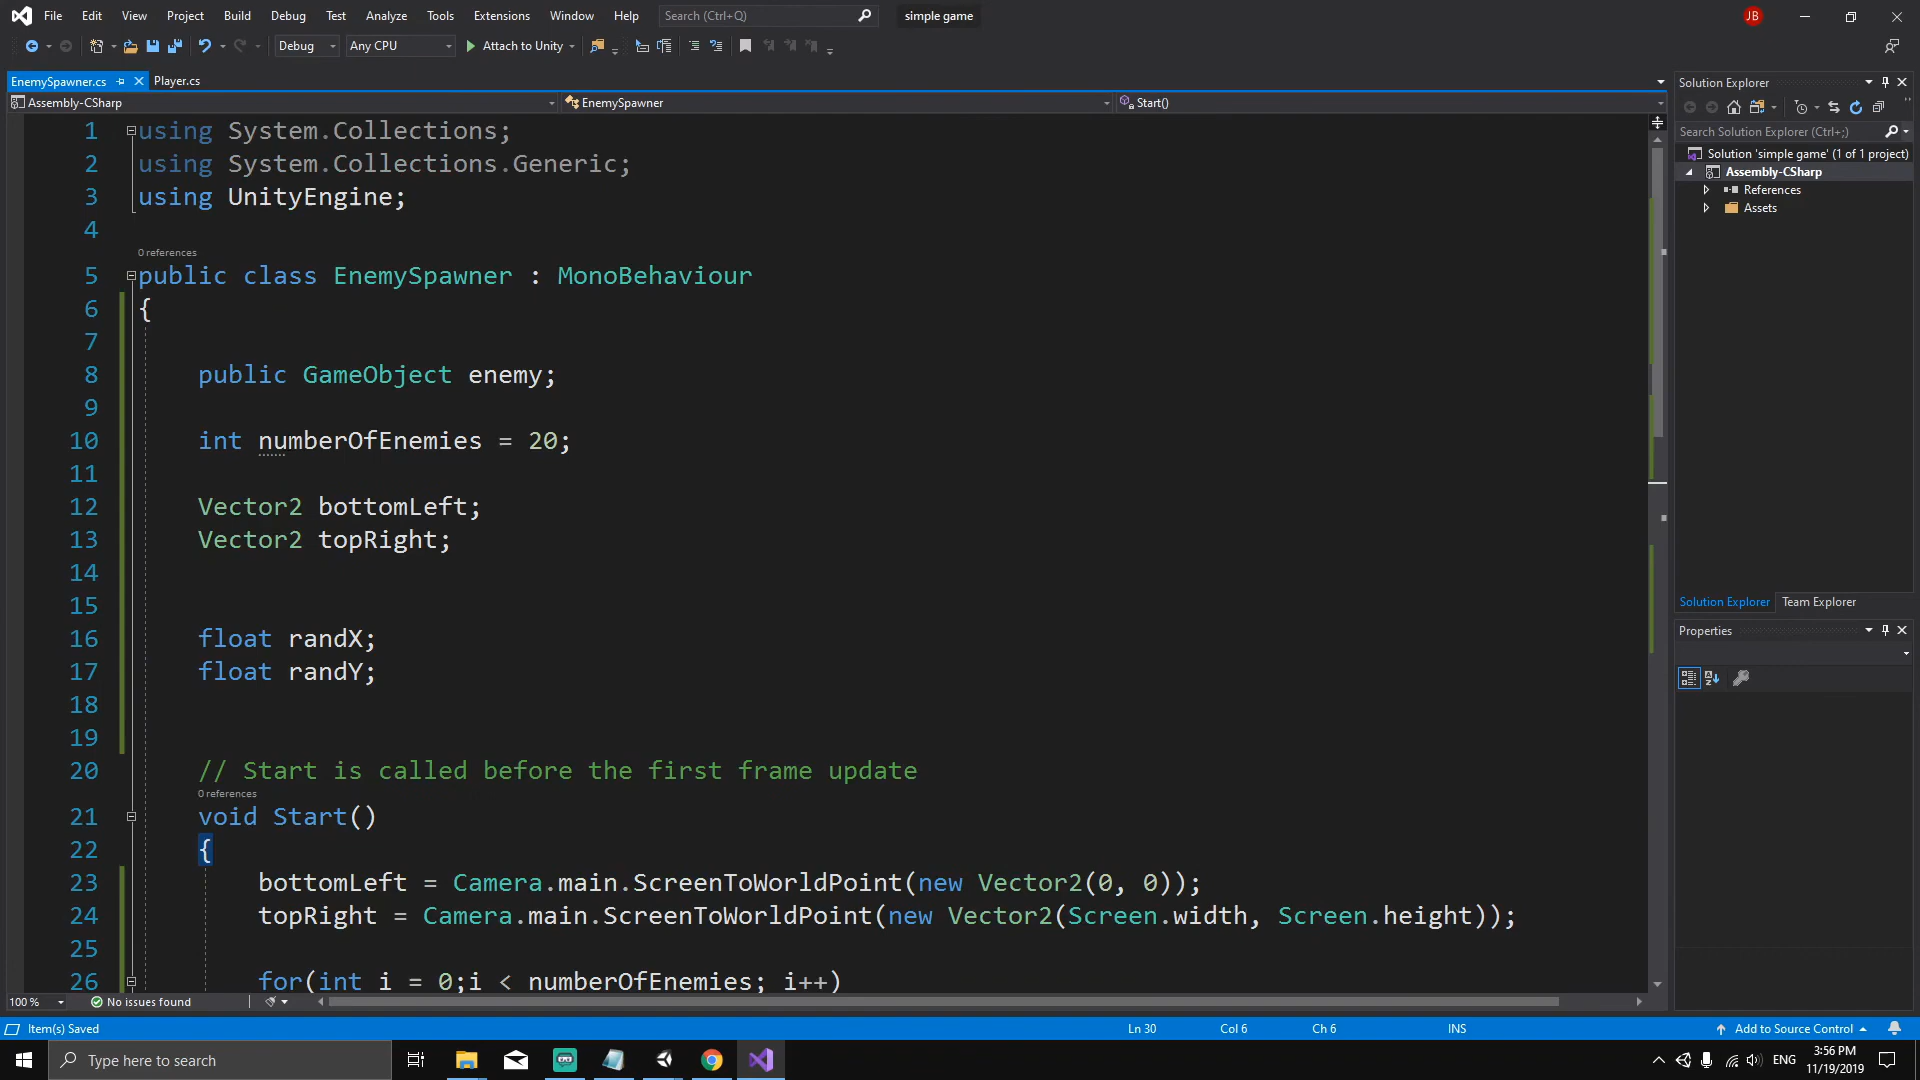 File Edit View Project Build Debug Test Analyze Tools Extensions Window Help Search (Ctrl+Q) simple game JB
Debug Any CPU Attach to Unity
EnemySpawner.cs Player.cs
Assembly-CSharp EnemySpawner Start()
1 using System.Collections;
2 using System.Collections.Generic;
3 using UnityEngine;
4
0 references
5 public class EnemySpawner : MonoBehaviour
6 {
7
8 public GameObject enemy;
9
10 int numberOfEnemies = 20;
11
12 Vector2 bottomLeft;
13 Vector2 topRight;
14
15
16 float randX;
17 float randY;
18
19
20 // Start is called before the first frame update
0 references
21 void Start()
22 {
23 bottomLeft = Camera.main.ScreenToWorldPoint(new Vector2(0, 0));
24 topRight = Camera.main.ScreenToWorldPoint(new Vector2(Screen.width, Screen.height));
25
26 for(int i = 0;i < numberOfEnemies; i++)
100 % No issues found
Solution Explorer
Search Solution Explorer (Ctrl+;)
Solution 'simple game' (1 of 1 project)
Assembly-CSharp
References
Assets
Solution Explorer Team Explorer
Properties
Item(s) Saved Ln 30 Col 6 Ch 6 INS Add to Source Control
Type here to search ENG 3:56 PM
11/19/2019